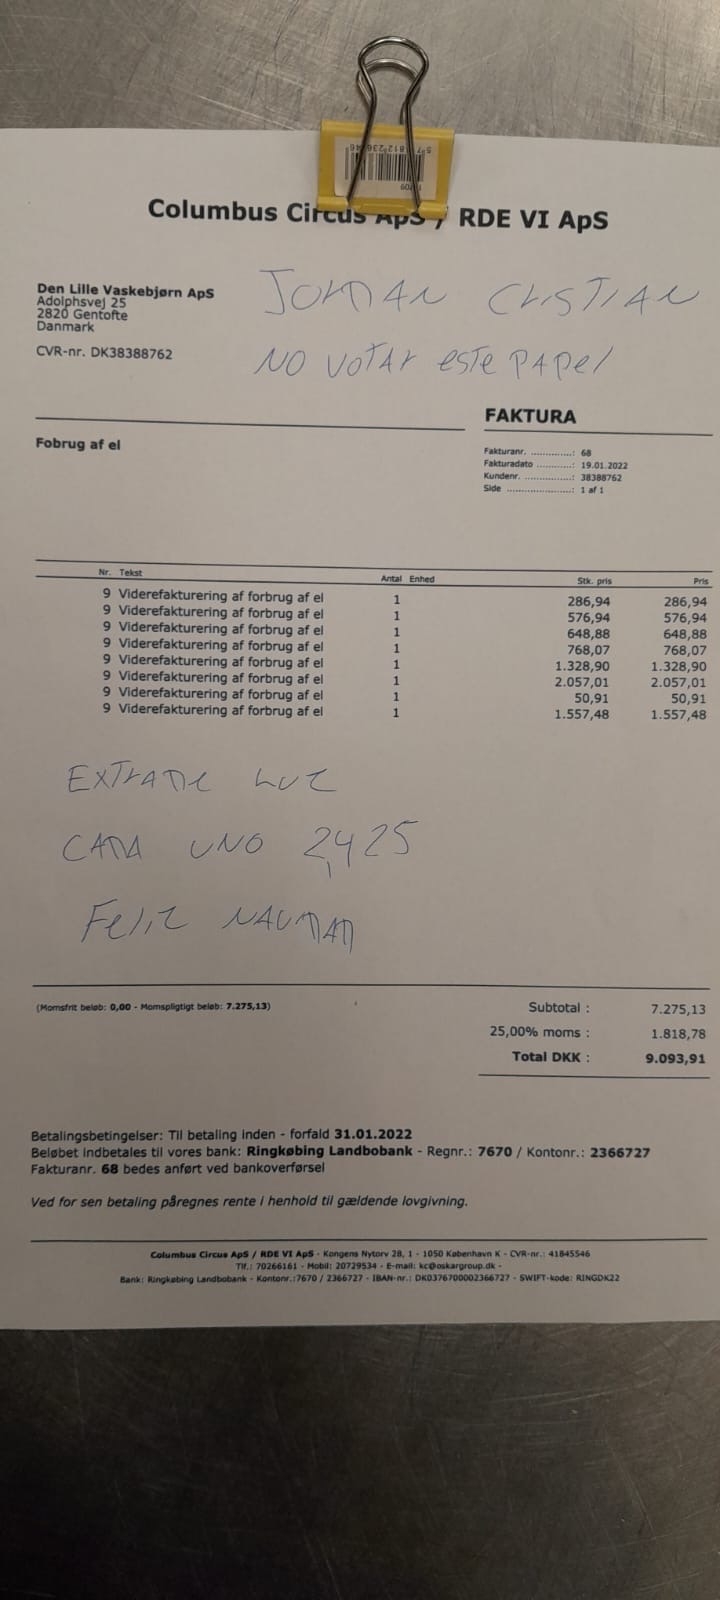 Columbus Circus ApS / RDE VI ApS
Den Lille Vaskebjørn ApS
Adolphsvej 25
2820 Gentofte
Danmark
CVR-nr. DK38388762
JORDAN CRISTIAN
NO VOTAR ESTE PAPEL
FAKTURA
Fobrug af el
Fakturanr. ............: 68
Fakturadato ..........: 19.01.2022
Kundenr. ..............: 38388762
Side .....................: 1 af 1
Nr. Tekst Antal Enhed Stk. pris Pris
9 Viderefakturering af forbrug af el 1 286,94 286,94
9 Viderefakturering af forbrug af el 1 576,94 576,94
9 Viderefakturering af forbrug af el 1 648,88 648,88
9 Viderefakturering af forbrug af el 1 768,07 768,07
9 Viderefakturering af forbrug af el 1 1.328,90 1.328,90
9 Viderefakturering af forbrug af el 1 2.057,01 2.057,01
9 Viderefakturering af forbrug af el 1 50,91 50,91
9 Viderefakturering af forbrug af el 1 1.557,48 1.557,48
EXTRA DE LUZ
CADA UNO 2,425
FELIZ NAVIDAD
(Momsfrit beløb: 0,00 - Momspligtigt beløb: 7.275,13)
Subtotal : 7.275,13
25,00% moms : 1.818,78
Total DKK : 9.093,91
Betalingsbetingelser: Til betaling inden - forfald 31.01.2022
Beløbet indbetales til vores bank: Ringkøbing Landbobank - Regnr.: 7670 / Kontonr.: 2366727
Fakturanr. 68 bedes anført ved bankoverførsel
Ved for sen betaling påregnes rente i henhold til gældende lovgivning.
Columbus Circus ApS / RDE VI ApS - Kongens Nytorv 28, 1 - 1050 København K - CVR-nr.: 41845546
Tlf.: 70266161 - Mobil: 20729534 - E-mail: kc@oskargroup.dk -
Bank: Ringkøbing Landbobank - Kontonr.:7670 / 2366727 - IBAN-nr.: DK0376700002366727 - SWIFT-kode: RINGDK22